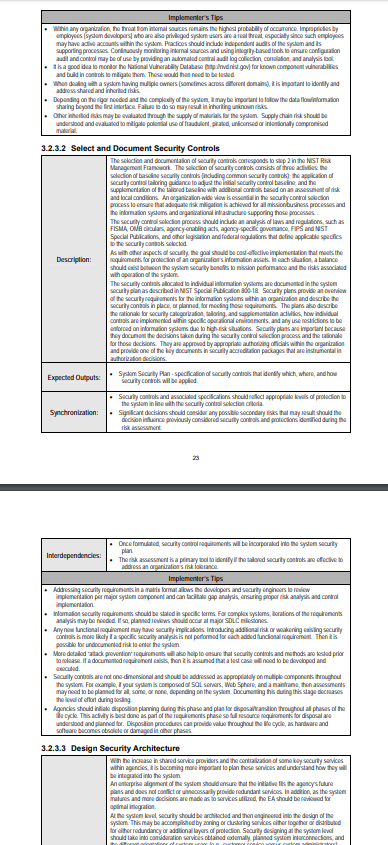 Implementer's Tips
• Within any organization, the threat from internal sources remains the highest probability of occurrence. Improprieties by
employees [system developers] who are also privileged system users are a real threat, especially since such employees
may have active accounts within the system. Practices should include independent audits of the system and its
supporting processes. Continuously monitoring internal sources and using integrity-based tools to ensure configuration
audit and control may be of use by providing an automated central audit log collection, correlation, and analysis tool.
• It is a good idea to monitor the National Vulnerability Database (http://nvd.nist.gov) for known component vulnerabilities
and build in controls to mitigate them. These would then need to be tested.
• When dealing with a system having multiple owners (sometimes across different domains), it is important to identify and
address shared and inherited risks.
• Depending on the rigor needed and the complexity of the system, it may be important to follow the data flow/information
sharing beyond the first interface. Failure to do so may result in inheriting unknown risks.
• Other inherited risks may be evaluated through the supply of materials for the system. Supply chain risk should be
understood and evaluated to mitigate potential use of fraudulent, pirated, unlicensed or intentionally compromised
material.
3.2.3.2 Select and Document Security Controls
Description:
The selection and documentation of security controls corresponds to step 2 in the NIST Risk
Management Framework. The selection of security controls consists of three activities: the
selection of baseline security controls (including common security controls); the application of
security control tailoring guidance to adjust the initial security control baseline; and the
supplementation of the tailored baseline with additional controls based on an assessment of risk
and local conditions. An organization-wide view is essential in the security control selection
process to ensure that adequate risk mitigation is achieved for all mission/business processes and
the information systems and organizational infrastructure supporting those processes.
The security control selection process should include an analysis of laws and regulations, such as
FISMA, OMB circulars, agency-enabling acts, agency-specific governance, FIPS and NIST
Special Publications, and other legislation and federal regulations that define applicable specifics
to the security controls selected.
As with other aspects of security, the goal should be cost-effective implementation that meets the
requirements for protection of an organization's information assets. In each situation, a balance
should exist between the system security benefits to mission performance and the risks associated
with operation of the system.
The security controls allocated to individual information systems are documented in the system
security plan as described in NIST Special Publication 800-18. Security plans provide an overview
of the security requirements for the information systems within an organization and describe the
security controls in place, or planned, for meeting those requirements. The plans also describe
the rationale for security categorization, tailoring, and supplementation activities, how individual
controls are implemented within specific operational environments, and any use restrictions to be
enforced on information systems due to high-risk situations. Security plans are important because
they document the decisions taken during the security control selection process and the rationale
for those decisions. They are approved by appropriate authorizing officials within the organization
and provide one of the key documents in security accreditation packages that are instrumental in
authorization decisions.
Expected Outputs:
• System Security Plan - specification of security controls that identify which, where, and how
security controls will be applied.
Synchronization:
• Security controls and associated specifications should reflect appropriate levels of protection to
the system in line with the security control selection criteria.
• Significant decisions should consider any possible secondary risks that may result should the
decision influence previously considered security controls and protections identified during the
risk assessment.
23
Interdependencies:
• Once formulated, security control requirements will be incorporated into the system security
plan.
• The risk assessment is a primary tool to identify if the tailored security controls are effective to
address an organization's risk tolerance.
Implementer's Tips
• Addressing security requirements in a matrix format allows the developers and security engineers to review
implementation per major system component and can facilitate gap analysis, ensuring proper risk analysis and control
implementation.
• Information security requirements should be stated in specific terms. For complex systems, iterations of the requirements
analysis may be needed. If so, planned reviews should occur at major SDLC milestones.
• Any new functional requirement may have security implications. Introducing additional risk or weakening existing security
controls is more likely if a specific security analysis is not performed for each added functional requirement. Then it is
possible for undocumented risk to enter the system.
• More detailed 'attack prevention' requirements will also help to ensure that security controls and methods are tested prior
to release. If a documented requirement exists, then it is assumed that a test case will need to be developed and
executed.
• Security controls are not one-dimensional and should be addressed as appropriately on multiple components throughout
the system. For example, if your system is composed of SQL servers, Web Sphere, and a mainframe, then assessments
may need to be planned for all, some, or none, depending on the system. Documenting this during this stage decreases
the level of effort during testing.
• Agencies should initiate disposition planning during this phase and plan for disposal/transition throughout all phases of the
life cycle. This activity is best done as part of the requirements phase so full resource requirements for disposal are
understood and planned for. Disposition procedures can provide value throughout the life cycle, as hardware and
software becomes obsolete or damaged in other phases.
3.2.3.3 Design Security Architecture
With the increase in shared service providers and the centralization of some key security services
within agencies, it is becoming more important to plan these services and understand how they will
be integrated into the system.
An enterprise alignment of the system should ensure that the initiative fits the agency's future
plans and does not conflict or unnecessarily provide redundant services. In addition, as the system
matures and more decisions are made as to services utilized, the EA should be reviewed for
optimal integration.
At the system level, security should be architected and then engineered into the design of the
system. This may be accomplished by zoning or clustering services either together or distributed
for either redundancy or additional layers of protection. Security designing at the system level
should take into consideration services obtained externally, planned system interconnections, and
the different orientations of system users (e.g., customer service versus system administrators).